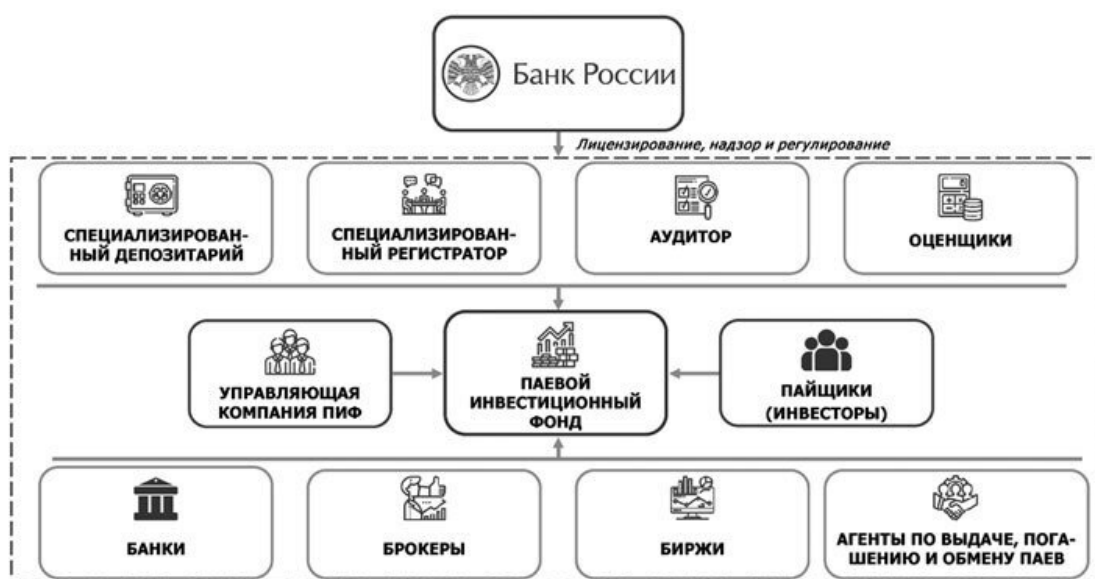 Банк России
Лицензирование, надзор и регулирование
СПЕЦИАЛИЗИРОВАН-
НЫЙ ДЕПОЗИТАРИЙ
СПЕЦИАЛИЗИРОВАН-
НЫЙ РЕГИСТРАТОР
АУДИТОР
ОЦЕНЩИКИ
УПРАВЛЯЮЩАЯ
КОМПАНИЯ ПИФ
ПАЕВОЙ
ИНВЕСТИЦИОННЫЙ
ФОНД
ПАЙЩИКИ
(ИНВЕСТОРЫ)
БАНКИ
БРОКЕРЫ
БИРЖИ
АГЕНТЫ ПО ВЫДАЧЕ, ПОГА-
ШЕНИЮ И ОБМЕНУ ПАЕВ